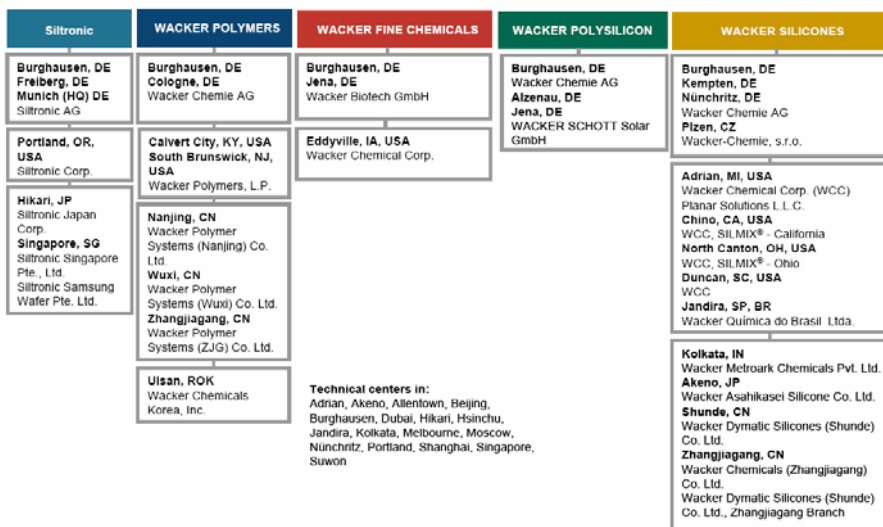 Siltronic
Burghausen, DE
Freiberg, DE
Munich (HQ) DE
Siltronic AG
Portland, OR,
USA
Siltronic Corp.
Hikari, JP
Siltronic Japan
Corp.
Singapore, SG
Siltronic Singapore
Pte., Ltd.
Siltronic Samsung
Wafer Pte. Ltd.
WACKER POLYMERS
Burghausen, DE
Cologne, DE
Wacker Chemie AG
Calvert City, KY, USA
South Brunswick, NJ,
USA
Wacker Polymers, L.P.
Nanjing, CN
Wacker Polymer
Systems (Nanjing) Co.
Ltd.
Wuxi, CN
Wacker Polymer
Systems (Wuxi) Co. Ltd.
Zhangjiagang, CN
Wacker Polymer
Systems (ZJG) Co. Ltd.
Ulsan, ROK
Wacker Chemicals
Korea, Inc.
WACKER FINE CHEMICALS
Burghausen, DE
Jena, DE
Wacker Biotech GmbH
Eddyville, IA, USA
Wacker Chemical Corp.
Technical centers in:
Adrian, Akeno, Allentown, Beijing,
Burghausen, Dubai, Hikari, Hsinchu,
Jandira, Kolkata, Melbourne, Moscow,
Nünchritz, Portland, Shanghai, Singapore,
Suwon
WACKER POLYSILICON
Burghausen, DE
Wacker Chemie AG
Alzenau, DE
Jena, DE
WACKER SCHOTT Solar
GmbH
WACKER SILICONES
Burghausen, DE
Kempten, DE
Nünchritz, DE
Wacker Chemie AG
Plzen, CZ
Wacker-Chemie, s.r.o.
Adrian, MI, USA
Wacker Chemical Corp. (WCC)
Planar Solutions L.L.C.
Chino, CA, USA
WCC, SILMIX® - California
North Canton, OH, USA
WCC, SILMIX® - Ohio
Duncan, SC, USA
WCC
Jandira, SP, BR
Wacker Química do Brasil Ltda.
Kolkata, IN
Wacker Metroark Chemicals Pvt. Ltd.
Akeno, JP
Wacker Asahikasei Silicone Co. Ltd.
Shunde, CN
Wacker Dymatic Silicones (Shunde)
Co. Ltd.
Zhangjiagang, CN
Wacker Chemicals (Zhangjiagang)
Co. Ltd.
Wacker Dymatic Silicones (Shunde)
Co. Ltd., Zhangjiagang Branch